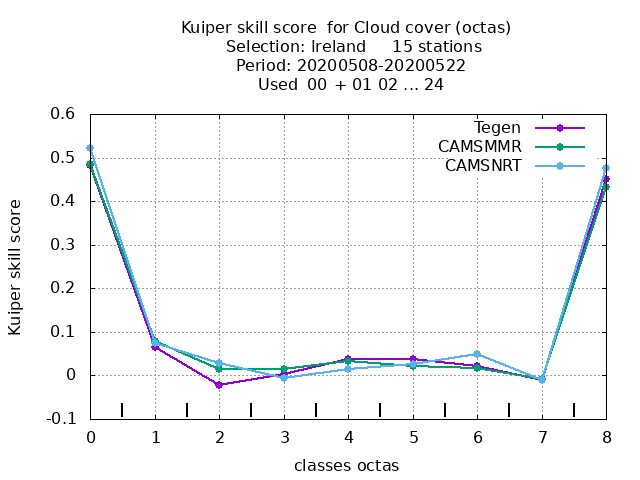 Kuiper skill score  for Cloud cover (octas)
Selection: Ireland     15 stations
Period: 20200508-20200522
Used  00 + 01 02 ... 24
Tegen
CAMSMMR
CAMSNRT
0.6
0.5
0.4
0.3
0.2
0.1
0
-0.1
Kuiper skill score
0 1 2 3 4 5 6 7 8
classes octas